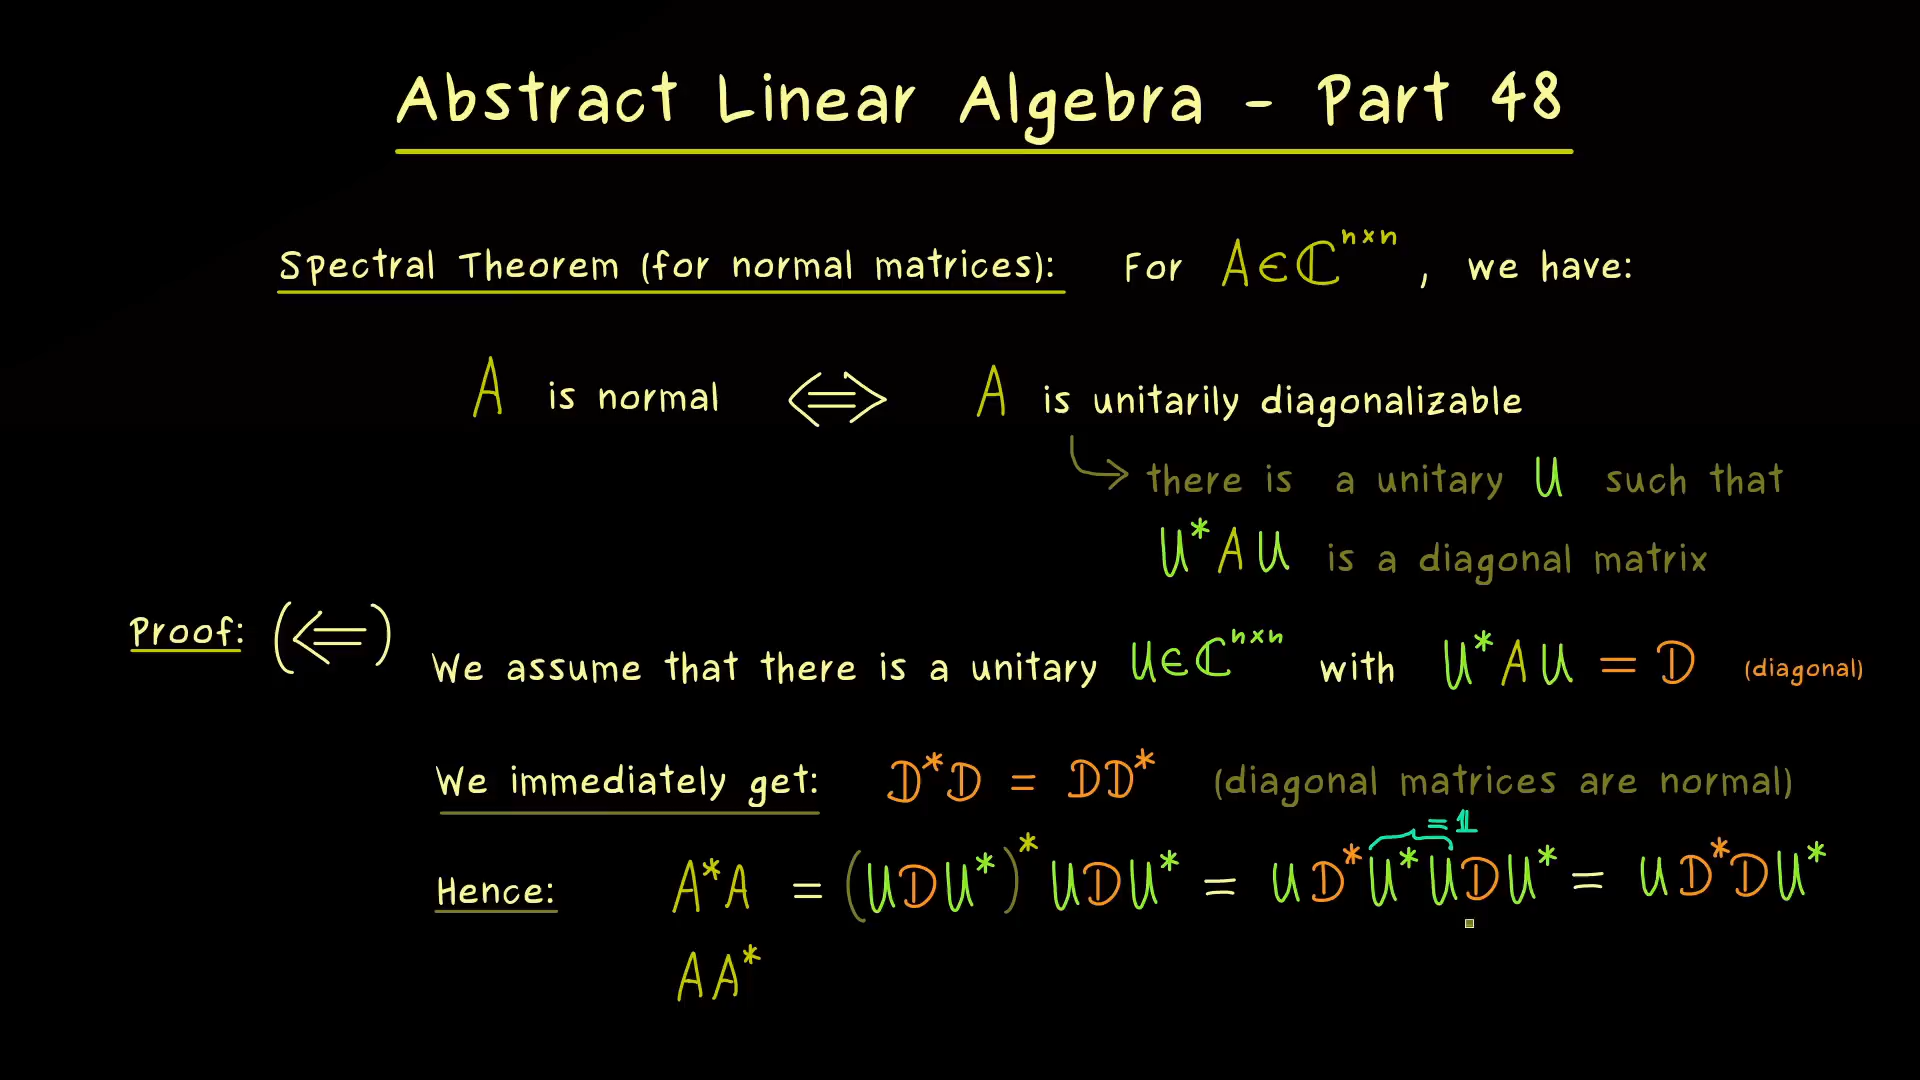 Abstract Linear Algebra - Part 48
Spectral Theorem (for normal matrices): For A∈ℂⁿˣⁿ, we have:
A is normal ⟺ A is unitarily diagonalizable
↳ there is a unitary U such that
U*AU is a diagonal matrix
Proof: (⟸) We assume that there is a unitary U∈ℂⁿˣⁿ with U*AU = D (diagonal)
We immediately get: D*D = DD* (diagonal matrices are normal)
=𝟙
Hence: A*A = (UDU*)* UDU* = UD*U*UDU* = UD*DU*
AA*